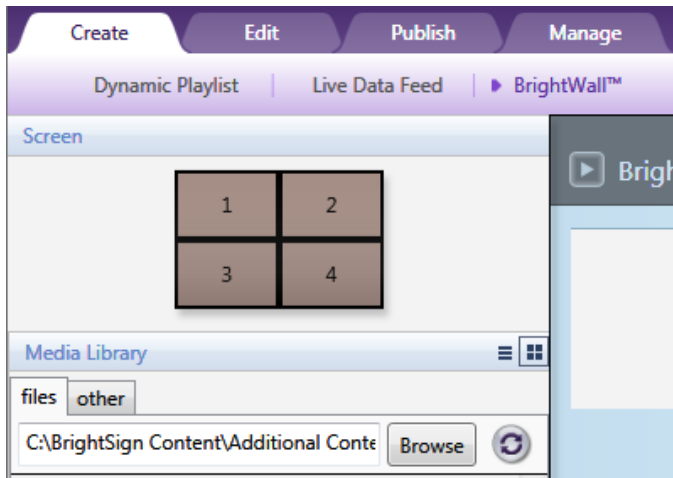 Create Edit Publish Manage
Dynamic Playlist Live Data Feed BrightWall™
Screen
Brigh
1 2
3 4
Media Library
files other
C:\BrightSign Content\Additional Conte Browse